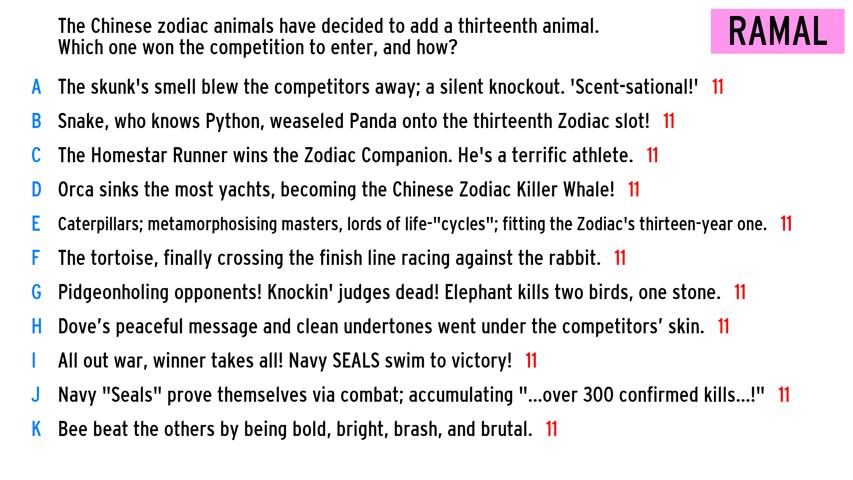 The Chinese zodiac animals have decided to add a thirteenth animal.
Which one won the competition to enter, and how?
RAMAL
A The skunk's smell blew the competitors away; a silent knockout. 'Scent-sational!' 11
B Snake, who knows Python, weaseled Panda onto the thirteenth Zodiac slot! 11
C The Homestar Runner wins the Zodiac Companion. He's a terrific athlete. 11
D Orca sinks the most yachts, becoming the Chinese Zodiac Killer Whale! 11
E Caterpillars; metamorphosising masters, lords of life-"cycles"; fitting the Zodiac's thirteen-year one. 11
F The tortoise, finally crossing the finish line racing against the rabbit. 11
G Pidgeonholing opponents! Knockin' judges dead! Elephant kills two birds, one stone. 11
H Dove’s peaceful message and clean undertones went under the competitors’ skin. 11
I All out war, winner takes all! Navy SEALS swim to victory! 11
J Navy "Seals" prove themselves via combat; accumulating "...over 300 confirmed kills...!" 11
K Bee beat the others by being bold, bright, brash, and brutal. 11